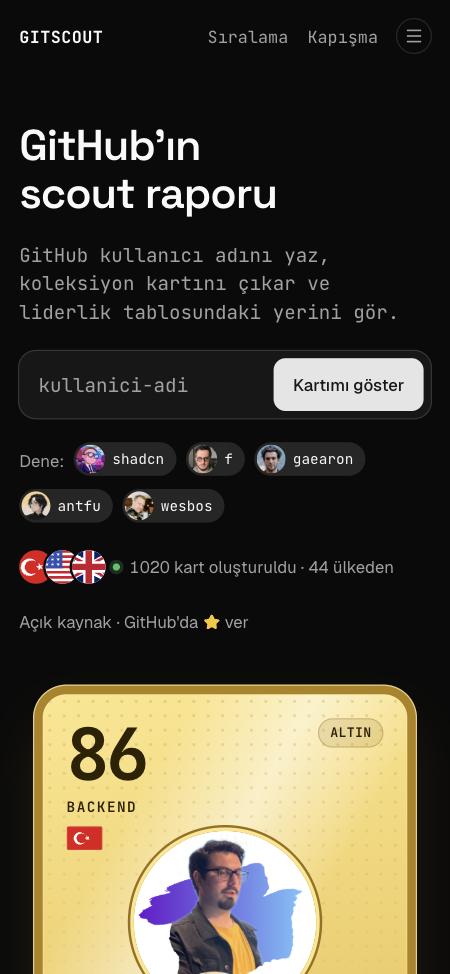 GITSCOUT
Sıralama Kapışma
GitHub’ın
scout raporu
GitHub kullanıcı adını yaz,
koleksiyon kartını çıkar ve
liderlik tablosundaki yerini gör.
kullanici-adi
Kartımı göster
Dene: shadcn f gaearon
antfu wesbos
1020 kart oluşturuldu · 44 ülkeden
Açık kaynak · GitHub'da ⭐ ver
86
ALTIN
BACKEND